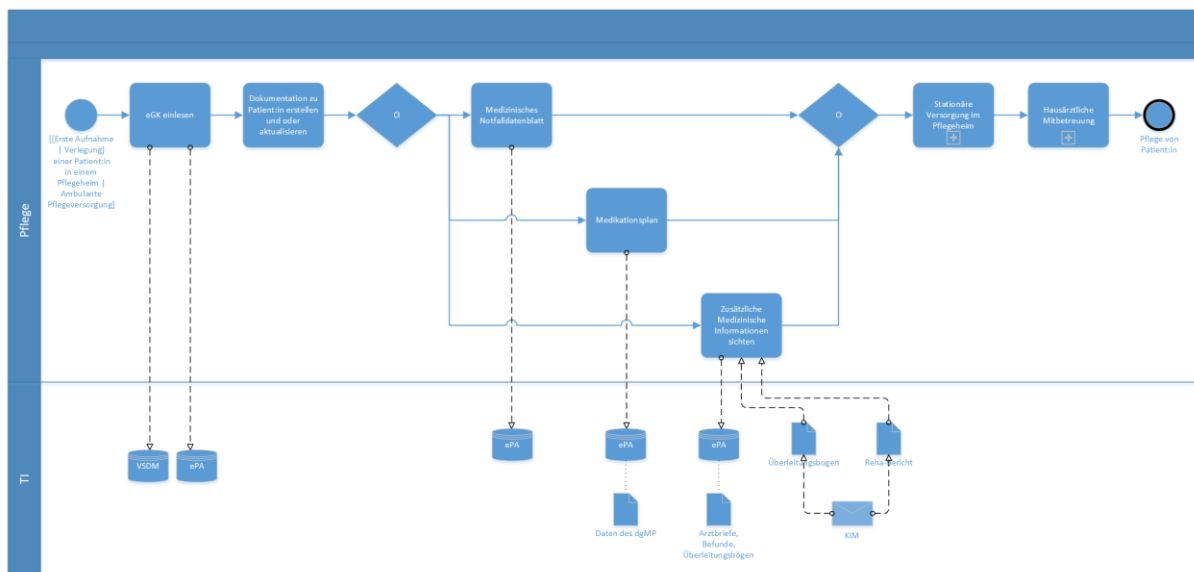 Pflege
[[Erste Aufnahme
| Verlegung]
einer Patient:in
in einem
Pflegeheim |
Ambulante
Pflegeversorgung]
eGK einlesen
Dokumentation zu
Patient:in erstellen
und oder
aktualisieren
O
Medizinisches
Notfalldatenblatt
Medikationsplan
Zusätzliche
Medizinische
Informationen
sichten
O
Stationäre
Versorgung im
Pflegeheim
Hausärztliche
Mitbetreuung
Pflege von
Patient:in
TI
VSDM
ePA
ePA
ePA
Daten des dgMP
ePA
Arztbriefe,
Befunde,
Überleitungsbögen
Überleitungsbogen
Reha-Bericht
KIM